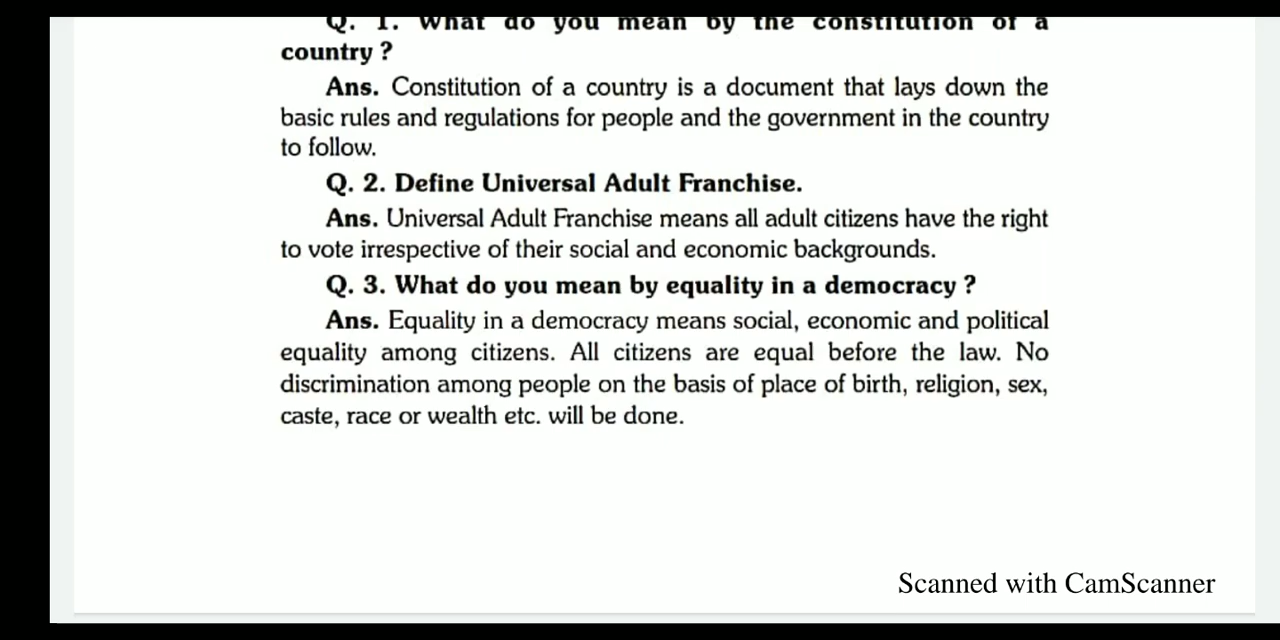 Q. 1. What do you mean by the constitution of a
country ?
Ans. Constitution of a country is a document that lays down the
basic rules and regulations for people and the government in the country
to follow.
Q. 2. Define Universal Adult Franchise.
Ans. Universal Adult Franchise means all adult citizens have the right
to vote irrespective of their social and economic backgrounds.
Q. 3. What do you mean by equality in a democracy ?
Ans. Equality in a democracy means social, economic and political
equality among citizens. All citizens are equal before the law. No
discrimination among people on the basis of place of birth, religion, sex,
caste, race or wealth etc. will be done.
Scanned with CamScanner